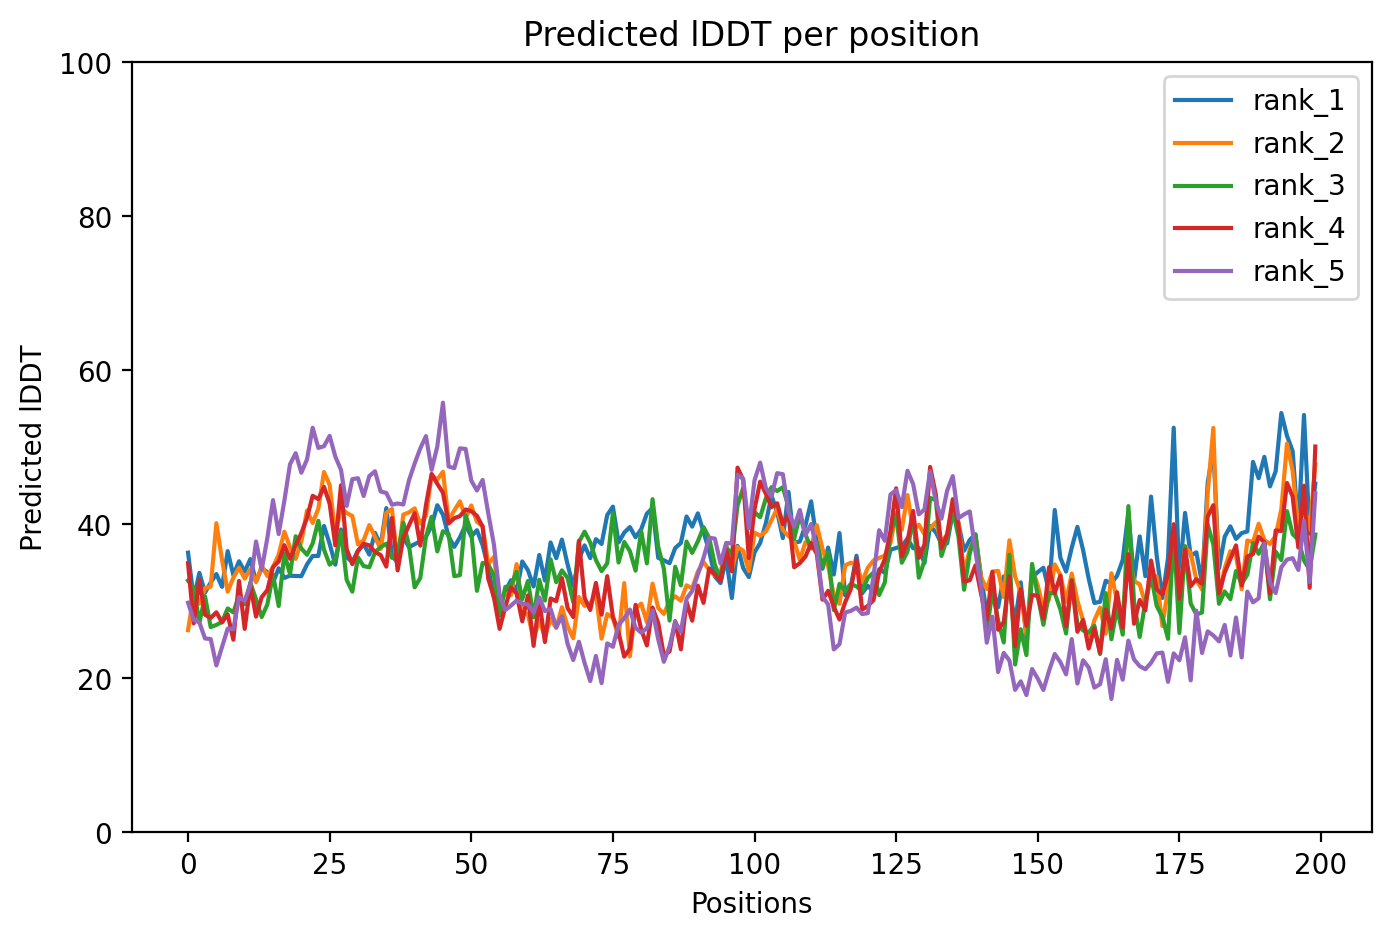 Predicted lDDT per position
100
80
60
40
20
0
Predicted lDDT
0 25 50 75 100 125 150 175 200
Positions
rank_1
rank_2
rank_3
rank_4
rank_5